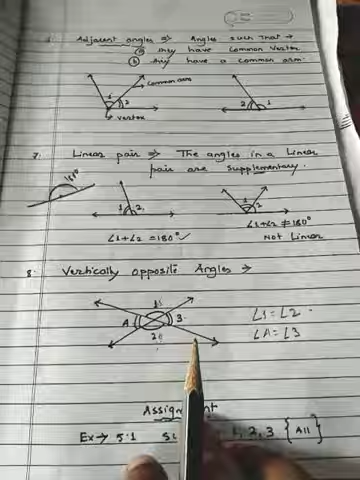 Adjacent angles ⇒ Angles such that →
ⓐ they have common vertex
ⓑ they have a common arm.
1 2 common arm
vertex
2 1
7. Linear pair ⇒ The angles in a Linear
pair are supplementary.
180°
1 2
1 2
∠1+∠2 = 180° ✓
∠1+∠2 ≠ 180°
Not Linear
8. Vertically opposite Angles ⇒
1
A 3
2
∠1 = ∠2
∠A = ∠3
Ex → 5.1 1, 2, 3 {All}